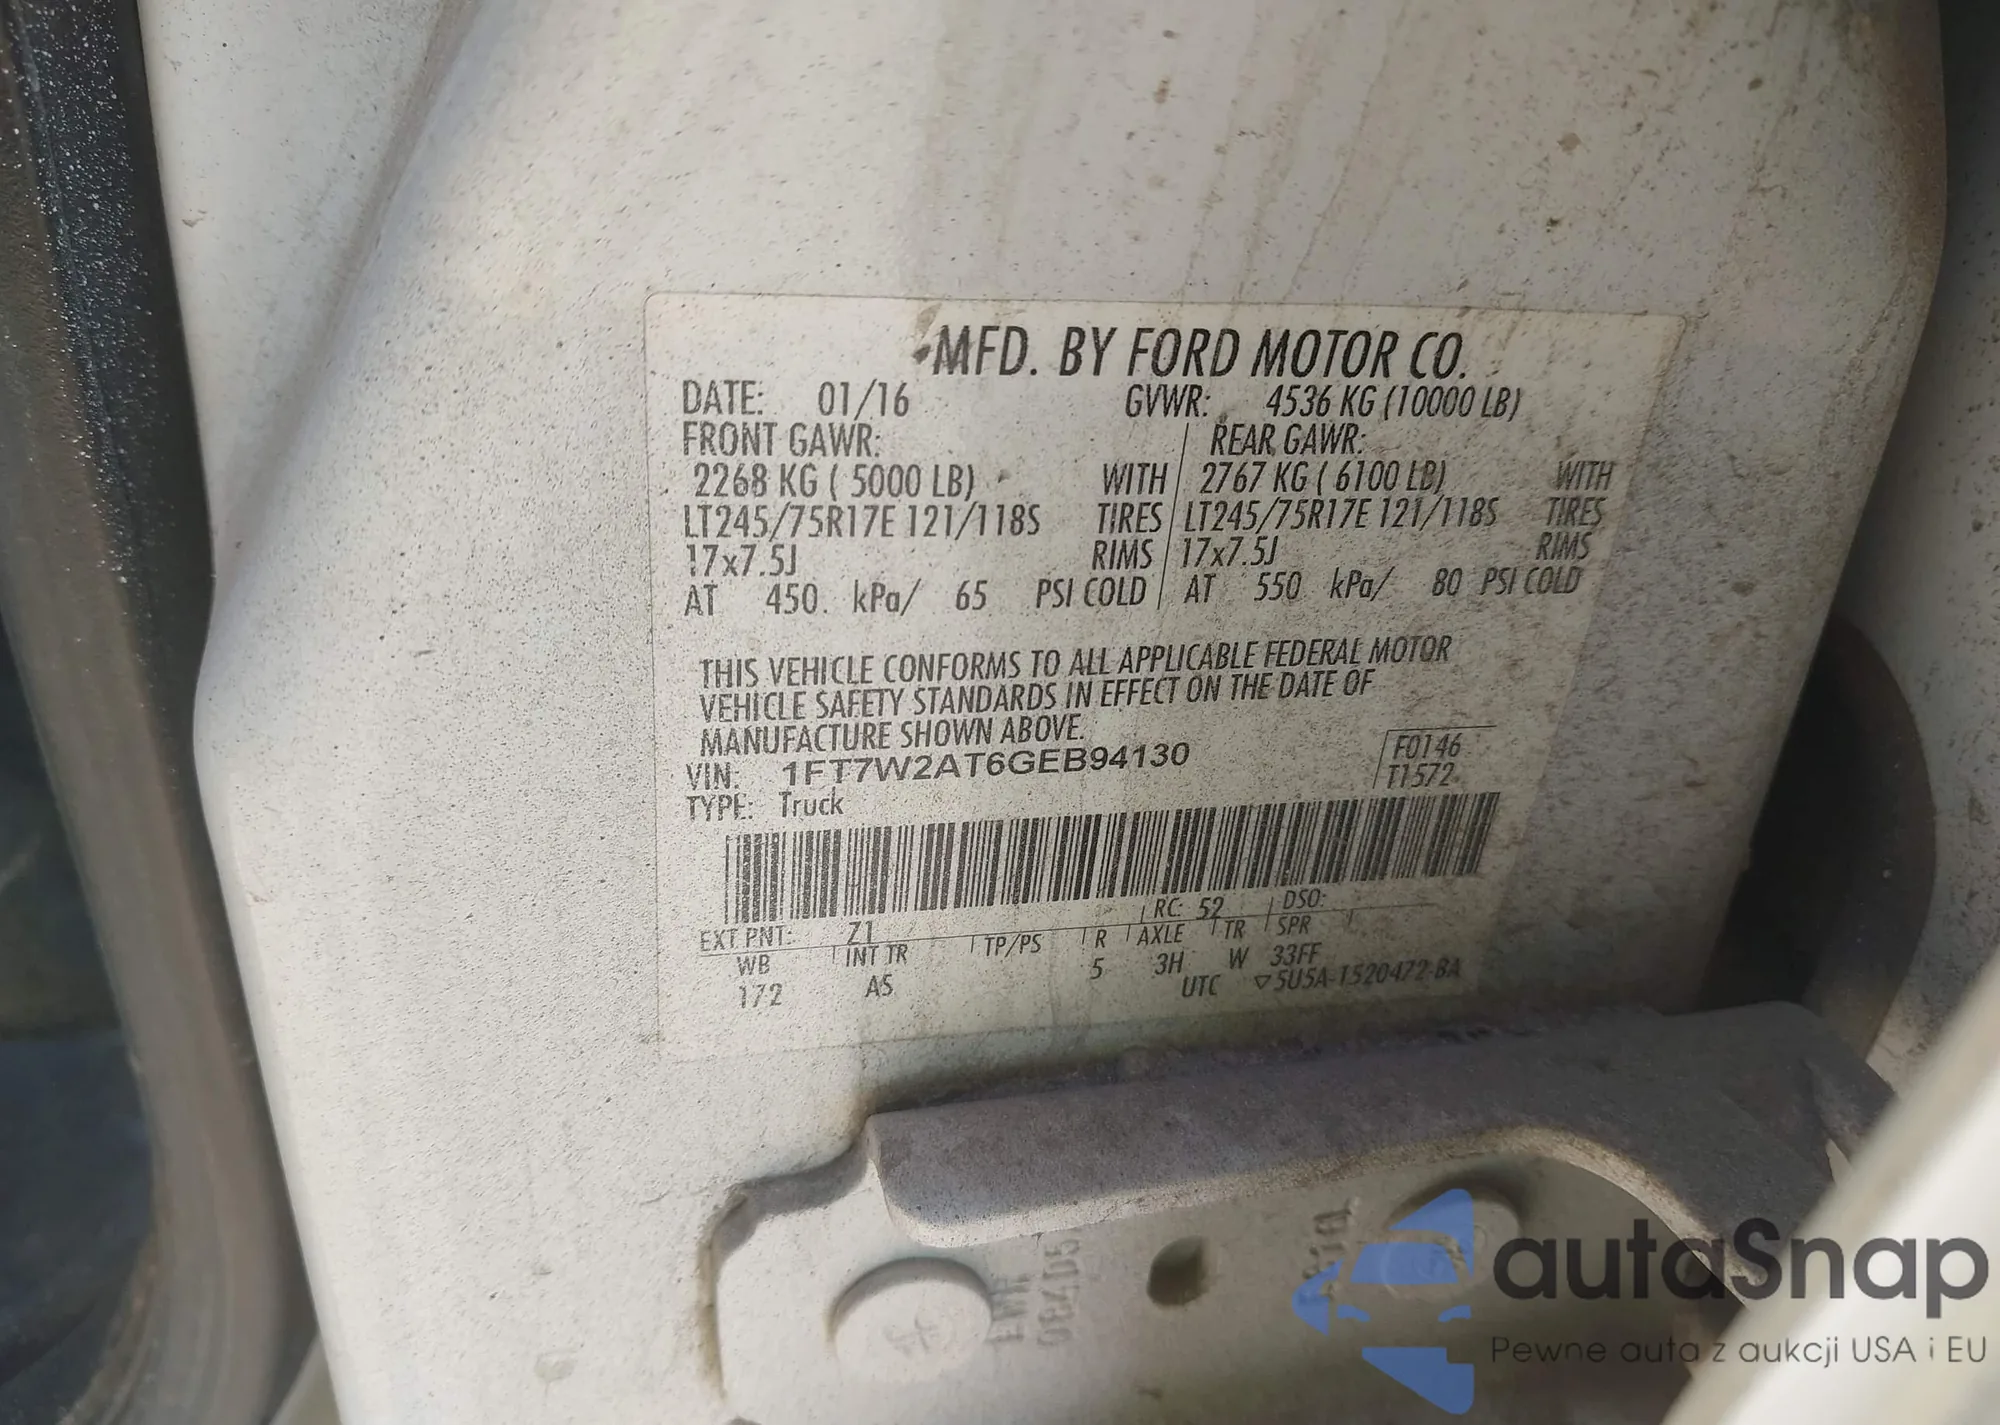 MFD. BY FORD MOTOR CO.
DATE: 01/16 GVWR: 4536 KG (10000 LB)
FRONT GAWR: REAR GAWR:
2268 KG ( 5000 LB) WITH 2767 KG ( 6100 LB) WITH
LT245/75R17E 121/118S TIRES LT245/75R17E 121/118S TIRES
17x7.5J RIMS 17x7.5J RIMS
AT 450 kPa/ 65 PSI COLD AT 550 kPa/ 80 PSI COLD
THIS VEHICLE CONFORMS TO ALL APPLICABLE FEDERAL MOTOR
VEHICLE SAFETY STANDARDS IN EFFECT ON THE DATE OF
MANUFACTURE SHOWN ABOVE.
VIN: 1FT7W2AT6GEB94130 F0146
TYPE: Truck T1572
EXT PNT: Z1 RC: 52 DSO:
WB INT TR TP/PS R AXLE TR SPR
172 AS 5 3H W 33FF
UTC ▽5U5A-1520472-BA
autaSnap
Pewne auta z aukcji USA i EU